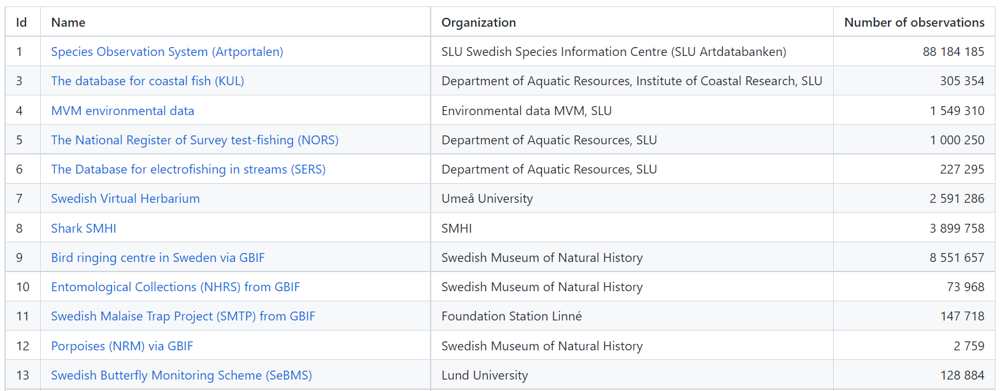 Id Name Organization Number of observations
1 Species Observation System (Artportalen) SLU Swedish Species Information Centre (SLU Artdatabanken) 88 184 185
3 The database for coastal fish (KUL) Department of Aquatic Resources, Institute of Coastal Research, SLU 305 354
4 MVM environmental data Environmental data MVM, SLU 1 549 310
5 The National Register of Survey test-fishing (NORS) Department of Aquatic Resources, SLU 1 000 250
6 The Database for electrofishing in streams (SERS) Department of Aquatic Resources, SLU 227 295
7 Swedish Virtual Herbarium Umeå University 2 591 286
8 Shark SMHI SMHI 3 899 758
9 Bird ringing centre in Sweden via GBIF Swedish Museum of Natural History 8 551 657
10 Entomological Collections (NHRS) from GBIF Swedish Museum of Natural History 73 968
11 Swedish Malaise Trap Project (SMTP) from GBIF Foundation Station Linné 147 718
12 Porpoises (NRM) via GBIF Swedish Museum of Natural History 2 759
13 Swedish Butterfly Monitoring Scheme (SeBMS) Lund University 128 884